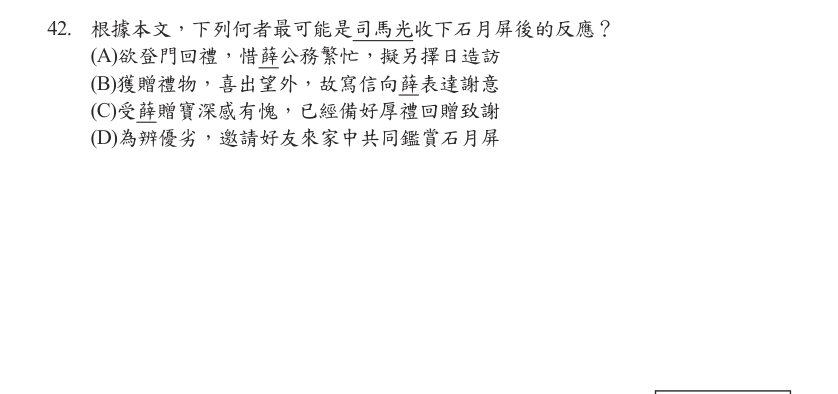 42. 根據本文，下列何者最可能是司馬光收下石月屏後的反應？
(A)欲登門回禮，惜薛公務繁忙，擬另擇日造訪
(B)獲贈禮物，喜出望外，故寫信向薛表達謝意
(C)受薛贈寶深感有愧，已經備好厚禮回贈致謝
(D)為辨優劣，邀請好友來家中共同鑑賞石月屏